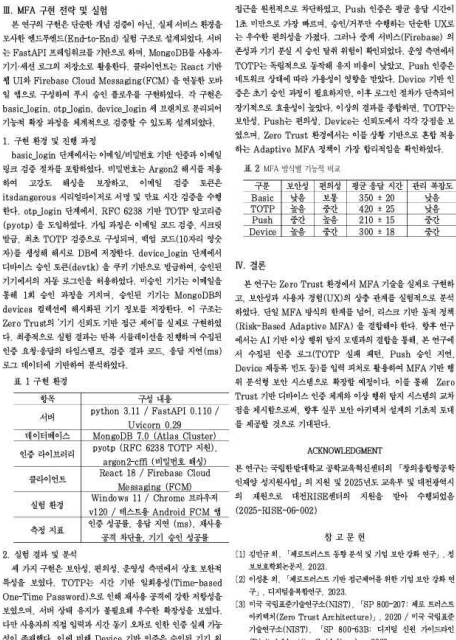 III. MFA 구현 전략 및 실험
본 연구의 구현은 단순한 개념 검증이 아닌, 실제 서비스 환경을
모사한 엔드투엔드(End-to-End) 실험 구조로 설계되었다. 서버
는 FastAPI 프레임워크를 기반으로 하며, MongoDB를 사용자·
기기·세션 로그의 저장소로 활용한다. 클라이언트는 React 기반
웹 UI와 Firebase Cloud Messaging(FCM) 을 연동한 모바
일 앱으로 구성하여 푸시 승인 플로우를 구현하였다. 각 구현은
basic_login, otp_login, device_login 세 브랜치로 분리되어
기능적 확장 과정을 체계적으로 검증할 수 있도록 설계되었다.
1. 구현 환경 및 진행 과정
basic_login 단계에서는 이메일/비밀번호 기반 인증과 이메일
링크 검증 절차를 포함하였다. 비밀번호는 Argon2 해시를 적용
하여 고강도 해싱을 보장하고, 이메일 검증 토큰은
itsdangerous 시리얼라이저로 서명 및 만료 시간 검증을 수행
한다. otp_login 단계에서, RFC 6238 기반 TOTP 알고리즘
(pyotp) 을 도입하였다. 가입 과정은 이메일 코드 검증, 시크릿
발급, 최초 TOTP 검증으로 구성되며, 백업 코드(10자리 영숫
자)를 생성해 해시로 DB에 저장한다. device_login 단계에서
디바이스 승인 토큰(devtk) 을 쿠키 기반으로 발급하여, 승인된
기기에서의 자동 로그인을 허용하였다. 미승인 기기는 이메일을
통해 1회 승인 과정을 거치며, 승인된 기기는 MongoDB의
devices 컬렉션에 해시화된 기기 정보를 저장한다. 이 구조는
Zero Trust의 '기기 신뢰도 기반 접근 제어'를 실제로 구현하였
다. 최종적으로 실험 결과는 반복 시뮬레이션을 진행하며 수집된
인증 요청·응답의 타임스탬프, 검증 결과 코드, 응답 지연(ms)
로그 데이터에 기반하여 분석하였다.
표 1 구현 환경
항목 구성 내용
서버 python 3.11 / FastAPI 0.110 /
Uvicorn 0.29
데이터베이스 MongoDB 7.0 (Atlas Cluster)
인증 라이브러리 pyotp (RFC 6238 TOTP 지원),
argon2-cffi (비밀번호 해싱)
클라이언트 React 18 / Firebase Cloud
Messaging (FCM)
실험 환경 Windows 11 / Chrome 브라우저
v120 / 테스트용 Android FCM 앱
측정 지표 인증 성공률, 응답 지연 (ms), 재사용
공격 차단율, 기기 승인 성공률
2. 실험 결과 및 분석
세 가지 구현은 보안성, 편의성, 운영성 측면에서 상호 보완적
특성을 보였다. TOTP는 시간 기반 일회용성(Time-based
One-Time Password)으로 인해 재사용 공격에 강한 저항성을
보였으며, 서버 상태 유지가 불필요해 우수한 확장성을 보였다.
다만 사용자의 직접 입력과 시간 동기 오차로 인한 인증 실패 가능
접근을 원천적으로 차단하였고, Push 인증은 평균 응답 시간이
1초 미만으로 가장 빠르며, 승인/거부만 수행하는 단순한 UX로
는 우수한 편의성을 가졌다. 그러나 중계 서비스(Firebase) 의
존성과 기기 분실 시 승인 탈취 위험이 확인되었다. 운영 측면에서
TOTP는 독립적으로 동작해 유지 비용이 낮았고, Push 인증은
네트워크 상태에 따라 가용성이 영향을 받았다. Device 기반 인
증은 초기 승인 과정이 필요하지만, 이후 로그인 절차가 단축되어
장기적으로 효율성이 높았다. 이상의 결과를 종합하면, TOTP는
보안성, Push는 편의성, Device는 신뢰도에서 각각 강점을 보
였으며, Zero Trust 환경에서는 이를 상황 기반으로 혼합 적용
하는 Adaptive MFA 정책이 가장 합리적임을 확인하였다.
표 2 MFA 방식별 기능적 비교
구분 보안성 편의성 평균 응답 시간 관리 복잡도
Basic 낮음 보통 350 ± 20 낮음
TOTP 높음 중간 420 ± 25 낮음
Push 중간 높음 210 ± 15 중간
Device 높음 중간 300 ± 18 중간
IV. 결론
본 연구는 Zero Trust 환경에서 MFA 기술을 실제로 구현하
고, 보안성과 사용자 경험(UX)의 상충 관계를 실험적으로 분석
하였다. 단일 MFA 방식의 한계를 넘어, 리스크 기반 동적 정책
(Risk-Based Adaptive MFA) 을 결합해야 한다. 향후 연구
에서는 AI 기반 이상 행위 탐지 모델과의 결합을 통해, 본 연구에
서 수집된 인증 로그(TOTP 실패 패턴, Push 승인 지연,
Device 재등록 빈도 등)를 입력 피처로 활용하여 MFA 기반 행
위 분석형 보안 시스템으로 확장할 예정이다. 이를 통해 Zero
Trust 기반 디바이스 인증 체계와 이상 행위 탐지 시스템의 교차
점을 제시함으로써, 향후 실무 보안 아키텍처 설계의 기초적 토대
를 제공할 것으로 기대된다.
ACKNOWLEDGMENT
본 연구는 국립한밭대학교 공학교육혁신센터의 「창의융합형공학
인재양성지원사업」의 지원 및 2025년도 교육부 및 대전광역시
의 재원으로 대전RISE센터의 지원을 받아 수행되었음
(2025-RISE-06-002)
참 고 문 헌
[1] 김민규 외, 「제로트러스트 동향 분석 및 기업 보안 강화 연구」, 정
보보호학회논문지, 2023.
[2] 이성훈 외, 「제로트러스트 기반 접근제어를 위한 기업 보안 강화 연
구」, 디지털융복합연구, 2023.
[3] 미국 국립표준기술연구소(NIST), 「SP 800-207: 제로 트러스트
아키텍처(Zero Trust Architecture)」, 2020 / 미국 국립표준
기술연구소(NIST), 「SP 800-63B: 디지털 신원 가이드라인